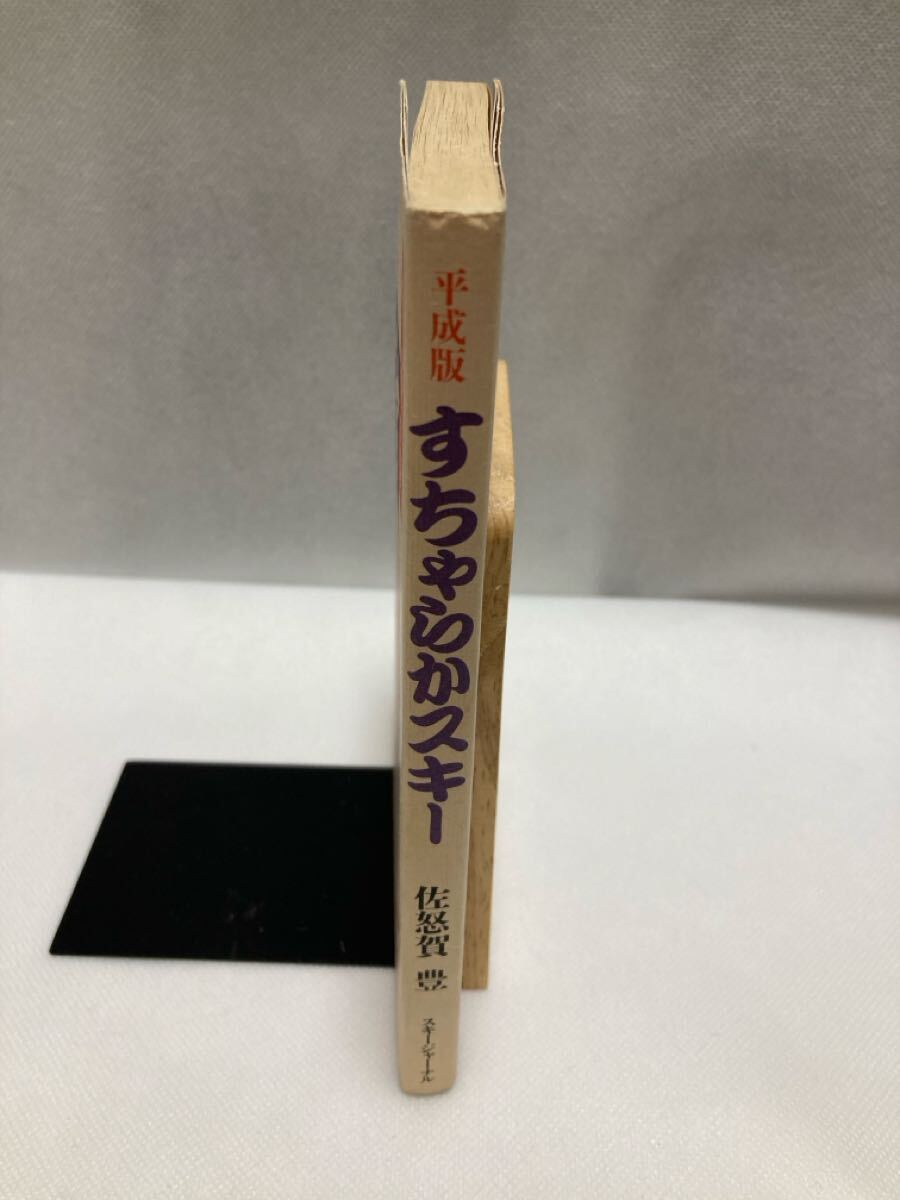 平成版
すちゃらかスキー
佐怒賀 豊
スキージャーナル